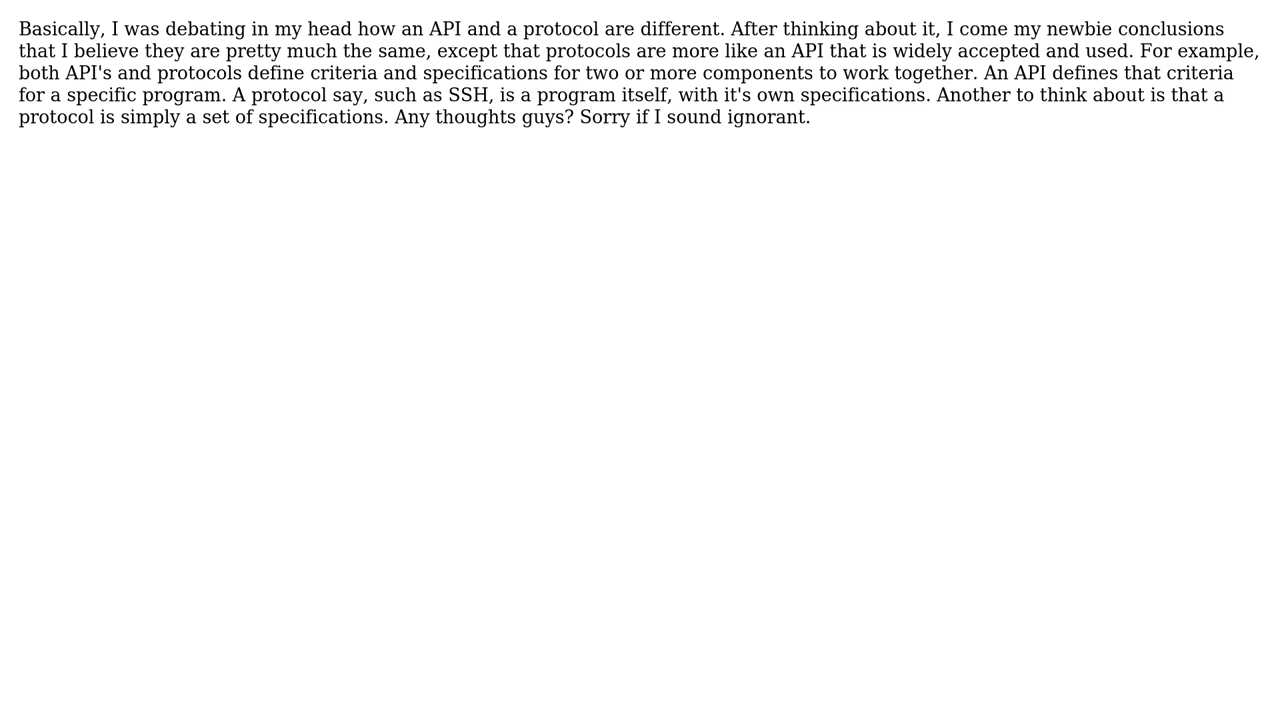 Basically, I was debating in my head how an API and a protocol are different. After thinking about it, I come my newbie conclusions
that I believe they are pretty much the same, except that protocols are more like an API that is widely accepted and used. For example,
both API's and protocols define criteria and specifications for two or more components to work together. An API defines that criteria
for a specific program. A protocol say, such as SSH, is a program itself, with it's own specifications. Another to think about is that a
protocol is simply a set of specifications. Any thoughts guys? Sorry if I sound ignorant.